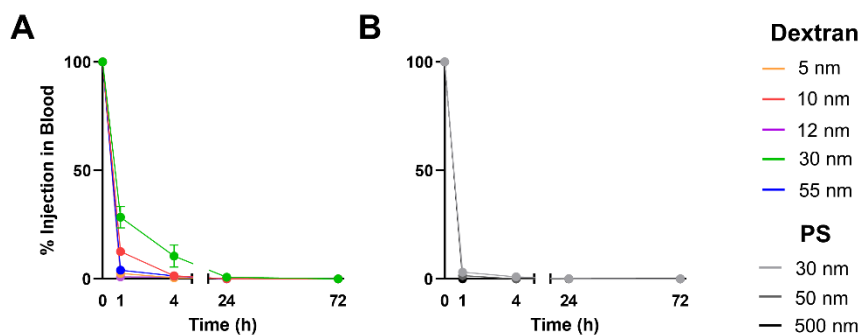 A
% Injection in Blood
100
50
0
0 1 4 24 72
Time (h)
B
100
50
0
0 1 4 24 72
Time (h)
Dextran
5 nm
10 nm
12 nm
30 nm
55 nm
PS
30 nm
50 nm
500 nm